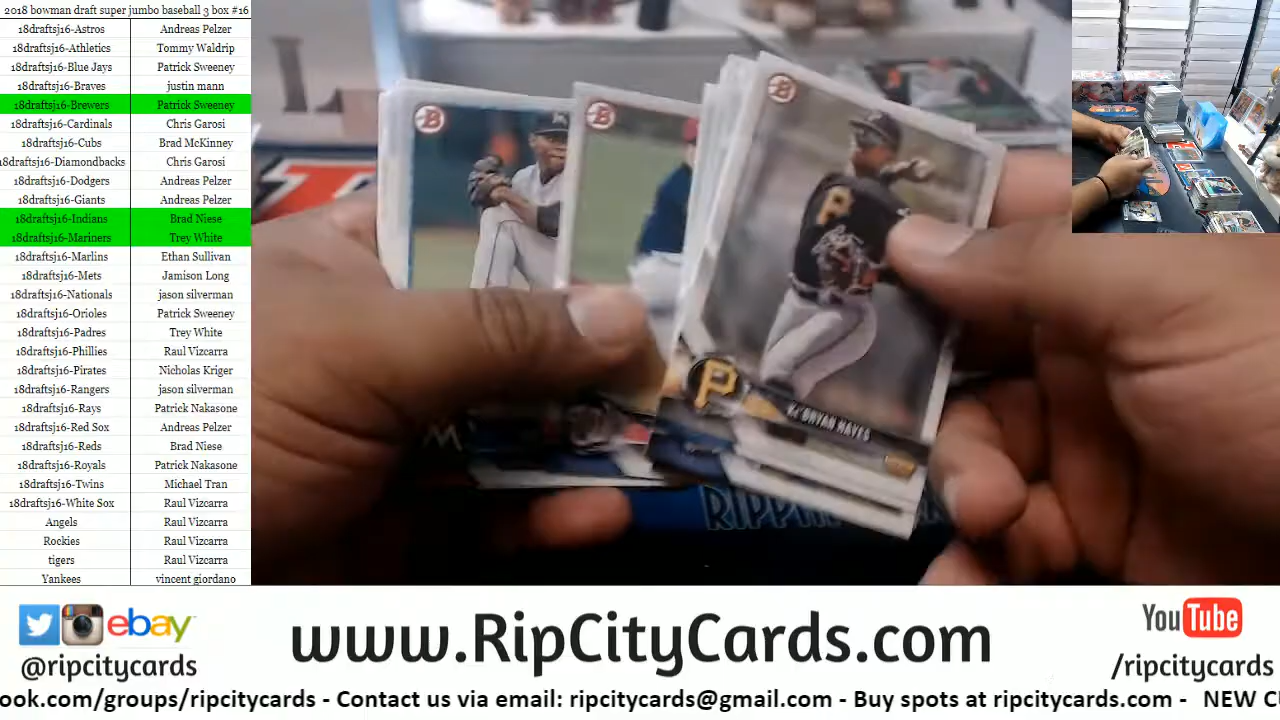 2018 bowman draft super jumbo baseball 3 box #16
18draftsj16-Astros Andreas Pelzer
18draftsj16-Athletics Tommy Waldrip
18draftsj16-Blue Jays Patrick Sweeney
18draftsj16-Braves justin mann
18draftsj16-Brewers Patrick Sweeney
18draftsj16-Cardinals Chris Garosi
18draftsj16-Cubs Brad McKinney
18draftsj16-Diamondbacks Chris Garosi
18draftsj16-Dodgers Andreas Pelzer
18draftsj16-Giants Andreas Pelzer
18draftsj16-Indians Brad Niese
18draftsj16-Mariners Trey White
18draftsj16-Marlins Ethan Sullivan
18draftsj16-Mets Jamison Long
18draftsj16-Nationals jason silverman
18draftsj16-Orioles Patrick Sweeney
18draftsj16-Padres Trey White
18draftsj16-Phillies Raul Vizcarra
18draftsj16-Pirates Nicholas Kriger
18draftsj16-Rangers jason silverman
18draftsj16-Rays Patrick Nakasone
18draftsj16-Red Sox Andreas Pelzer
18draftsj16-Reds Brad Niese
18draftsj16-Royals Patrick Nakasone
18draftsj16-Twins Michael Tran
18draftsj16-White Sox Raul Vizcarra
Angels Raul Vizcarra
Rockies Raul Vizcarra
tigers Raul Vizcarra
Yankees vincent giordano
B
B
B
P
P
KE'BRYAN HAYES
RIPP
ebay
@ripcitycards
www.RipCityCards.com
YouTube
/ripcitycards
ook.com/groups/ripcitycards - Contact us via email: ripcitycards@gmail.com - Buy spots at ripcitycards.com - NEW C